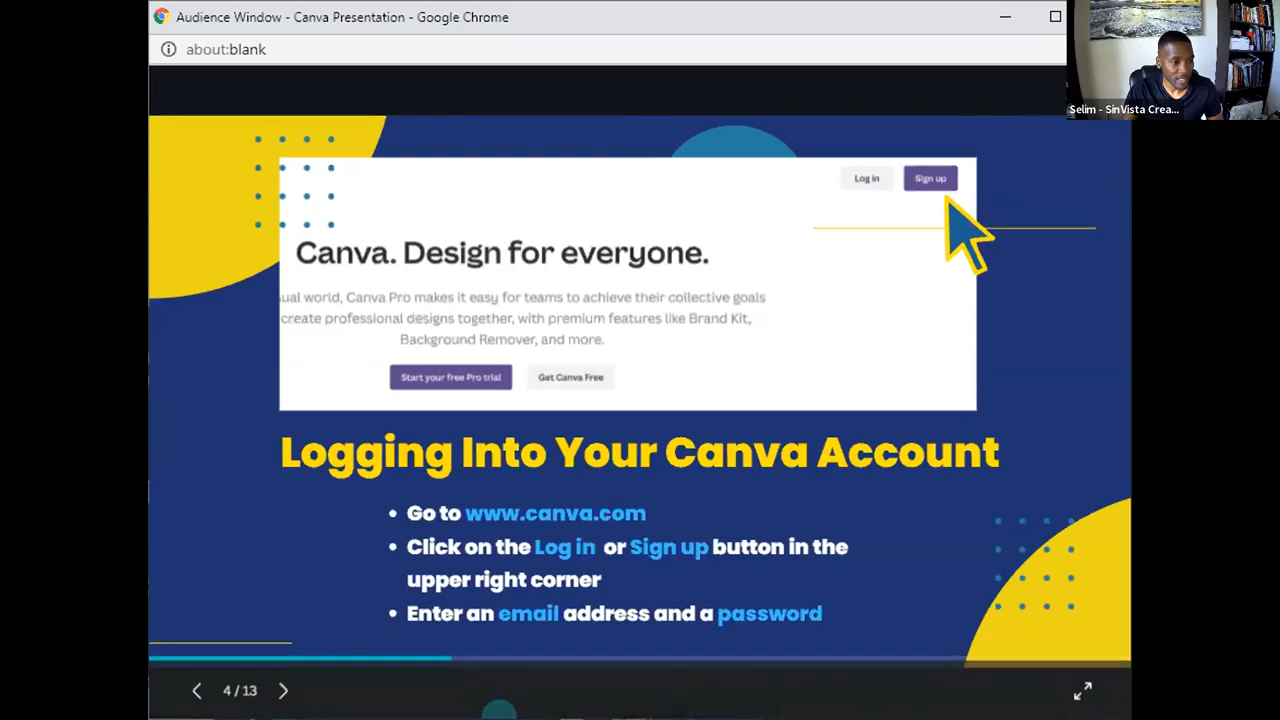 Audience Window - Canva Presentation - Google Chrome
about:blank
Selim - SinVista Crea...
Log in
Sign up
Canva. Design for everyone.
ual world, Canva Pro makes it easy for teams to achieve their collective goals
create professional designs together, with premium features like Brand Kit,
Background Remover, and more.
Start your free Pro trial
Get Canva Free
Logging Into Your Canva Account
• Go to www.canva.com
• Click on the Log in or Sign up button in the
upper right corner
• Enter an email address and a password
4 / 13